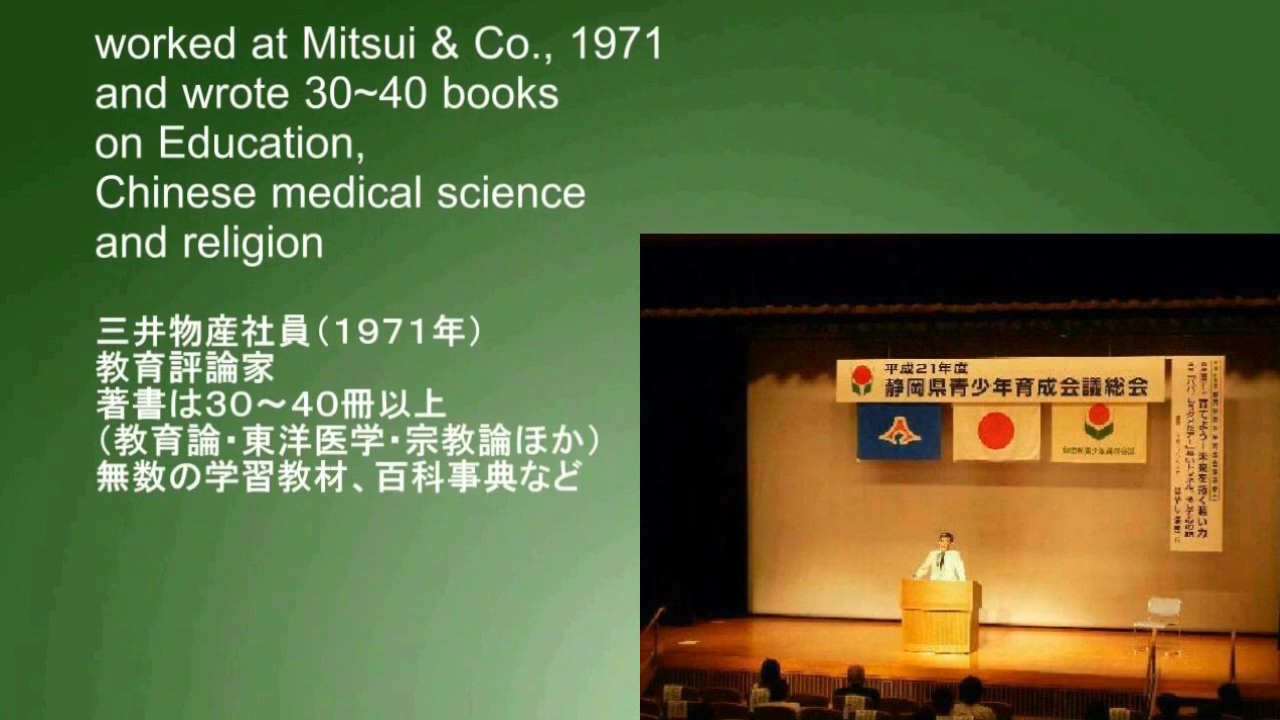 worked at Mitsui & Co., 1971
and wrote 30~40 books
on Education,
Chinese medical science
and religion
三井物産社員（１９７１年）
教育評論家
著書は３０～４０冊以上
（教育論・東洋医学・宗教論ほか）
無数の学習教材、百科事典など
平成21年度
静岡県青少年育成会議総会